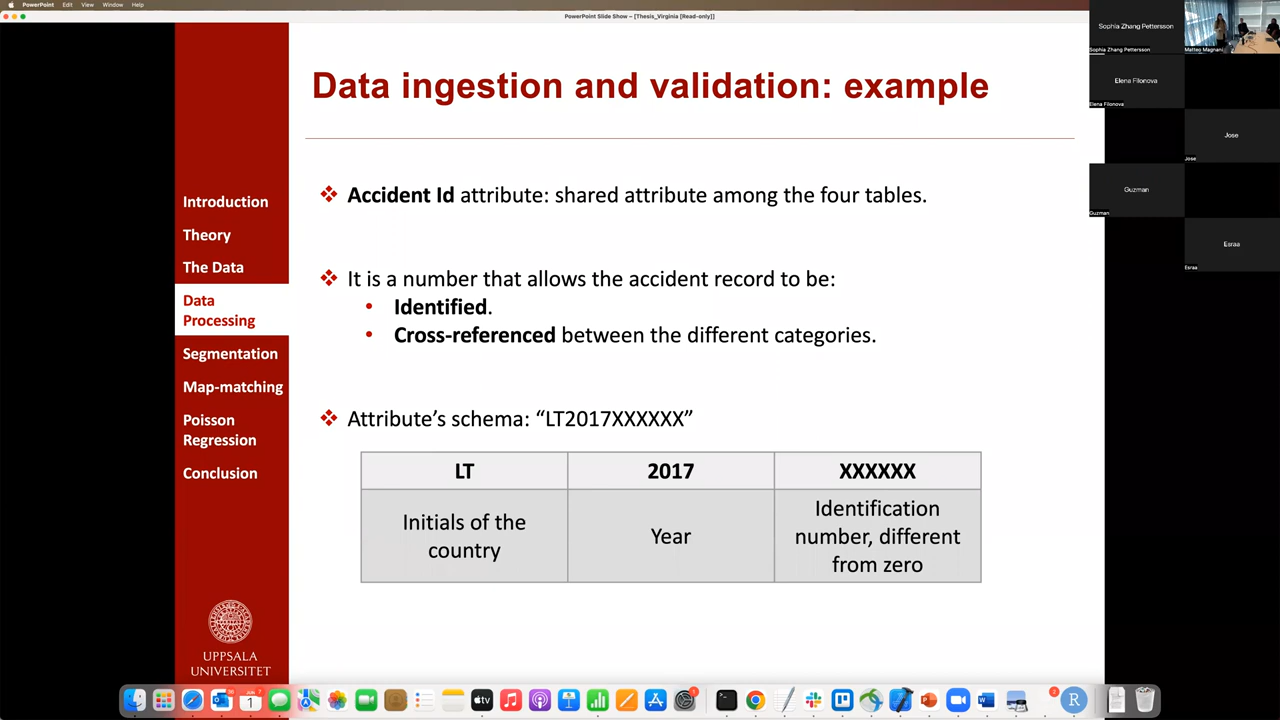 PowerPoint Edit View Window Help
PowerPoint Slide Show – [Thesis_Virginia [Read-only]]
Data ingestion and validation: example
Introduction
Theory
The Data
Data
Processing
Segmentation
Map-matching
Poisson
Regression
Conclusion
UPPSALA
UNIVERSITET
❖ Accident Id attribute: shared attribute among the four tables.
❖ It is a number that allows the accident record to be:
• Identified.
• Cross-referenced between the different categories.
❖ Attribute’s schema: “LT2017XXXXXX”
LT 2017 XXXXXX
Initials of the
country
Year
Identification
number, different
from zero
Sophia Zhang Pettersson
Sophia Zhang Pettersson
Matteo Magnani
Elena Filonova
Elena Filonova
Jose
Jose
Guzman
Guzman
Esraa
Esraa
tv
1
R